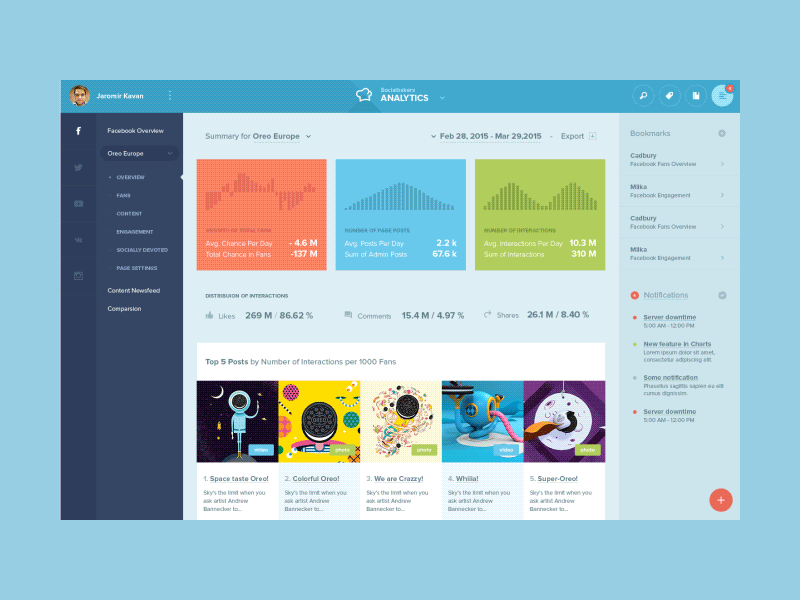 Jaromir Kavan
Socialbakers
ANALYTICS
4
Facebook Overview
Oreo Europe
OVERVIEW
FANS
CONTENT
ENGAGEMENT
SOCIALLY DEVOTED
PAGE SETTINGS
Content Newsfeed
Comparsion
Summary for Oreo Europe
Feb 28, 2015 - Mar 29,2015 - Export
GROWTH OF TOTAL FANS
Avg. Chance Per Day - 4.6 M
Total Chance in Fans -137 M
NUMBER OF PAGE POSTS
Avg. Posts Per Day 2.2 k
Sum of Admin Posts 67.6 k
NUMBER OF INTERACTIONS
Avg. Interections Per Day 10.3 M
Sum of Interactions 310 M
DISTRIBUION OF INTERACTIONS
Likes 269 M / 86.62 %
Comments 15.4 M / 4.97 %
Shares 26.1 M / 8.40 %
Top 5 Posts by Number of Interactions per 1000 Fans
OREO
video
photo
photo
video
photo
1. Space taste Oreo!
Sky's the limit when you
ask artist Andrew
Bannecker to...
2. Colorful Oreo!
Sky's the limit when you
ask artist Andrew
Bannecker to...
3. We are Crazzy!
Sky's the limit when you
ask artist Andrew
Bannecker to...
4. Whiiia!
Sky's the limit when you
ask artist Andrew
Bannecker to...
5. Super-Oreo!
Sky's the limit when you
ask artist Andrew
Bannecker to...
Bookmarks
Cadbury
Facebook Fans Overview
Milka
Facebook Engagement
Cadbury
Facebook Fans Overview
Milka
Facebook Engagement
4 Notifications
Server downtime
5:00 AM - 12:00 PM
New feature in Charts
Lorem ipsum dolor sit amet,
consectetur adipiscing elit.
Some notification
Phasellus sagittis sapien eu elit
cursus dignissim.
Server downtime
5:00 AM - 12:00 PM